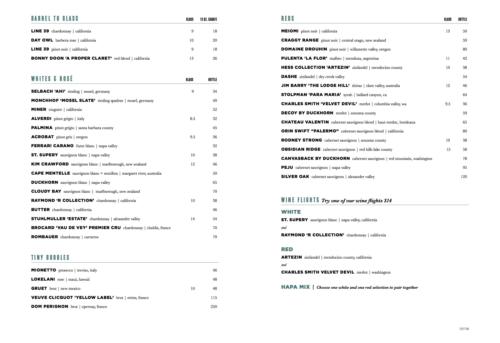 BARREL TO GLASS GLASS 12 OZ. CARAFE
LINE 39 chardonnay | california 9 18
DAY OWL barbera rose | california 10 20
LINE 39 pinot noir | california 9 18
BONNY DOON 'A PROPER CLARET' red blend | california 13 26
WHITES & ROSÉ GLASS BOTTLE
SELBACH 'AHI' riesling | mosel, germany 9 34
MONCHHOF 'MOSEL SLATE' riesling spatlese | mosel, germany 49
MINER viognier | california 52
ALVERDI pinot grigio | italy 8.5 32
PALMINA pinot grigio | santa barbara county 45
ACROBAT pinot gris | oregon 9.5 36
FERRARI CARANO fume blanc | napa valley 32
ST. SUPERY sauvignon blanc | napa valley 10 38
KIM CRAWFORD sauvignon blanc | marlborough, new zealand 12 46
CAPE MENTELLE sauvignon blanc + semillon | margaret river, australia 39
DUCKHORN sauvignon blanc | napa valley 65
CLOUDY BAY sauvignon blanc | marlborough, new zealand 70
RAYMOND 'R COLLECTION' chardonnay | california 10 38
BUTTER chardonnay | california 46
STUHLMULLER 'ESTATE' chardonnay | alexander valley 14 54
BROCARD 'VAU DE VEY' PREMIER CRU chardonnay | chablis, france 70
ROMBAUER chardonnay | carneros 79
TINY BUBBLES
MIONETTO prosecco | treviso, italy 46
LOKELANI rose | maui, hawaii 48
GRUET brut | new mexico 10 48
VEUVE CLICQUOT 'YELLOW LABEL' brut | reims, france 115
DOM PERIGNON brut | epernay, france 250
REDS GLASS BOTTLE
MEIOMI pinot noir | california 13 50
CRAGGY RANGE pinot noir | central otago, new zealand 59
DOMAINE DROUHIN pinot noir | willamette valley, oregon 80
PULENTA 'LA FLOR' malbec | mendoza, argentina 11 42
HESS COLLECTION 'ARTEZIN' zinfandel | mendocino county 10 38
DASHE zinfandel | dry creek valley 54
JIM BARRY 'THE LODGE HILL' shiraz | clare valley, australia 12 46
STOLPMAN 'PARA MARIA' syrah | ballard canyon, ca 60
CHARLES SMITH 'VELVET DEVIL' merlot | columbia valley, wa 9.5 36
DECOY BY DUCKHORN merlot | sonoma county 59
CHATEAU VALENTIN cabernet sauvignon blend | haut-medoc, bordeaux 62
ORIN SWIFT "PALERMO" cabernet sauvignon | california 80
RODNEY STRONG cabernet sauvignon | sonoma county 10 38
OBSIDIAN RIDGE cabernet sauvignon | red hills lake county 15 58
CANVASBACK BY DUCKHORN cabernet sauvignon | red mountain, washington 78
PEJU cabernet sauvignon | napa valley 95
SILVER OAK cabernet sauvignon | alexander valley 120
WINE FLIGHTS Try one of our wine flights $14
WHITE
ST. SUPERY sauvignon blanc | napa valley, california
and
RAYMOND 'R COLLECTION' chardonnay | california
RED
ARTEZIN zinfandel | mendocino county, california
and
CHARLES SMITH VELVET DEVIL merlot | washington
HAPA MIX | Choose one white and one red selection to pair together